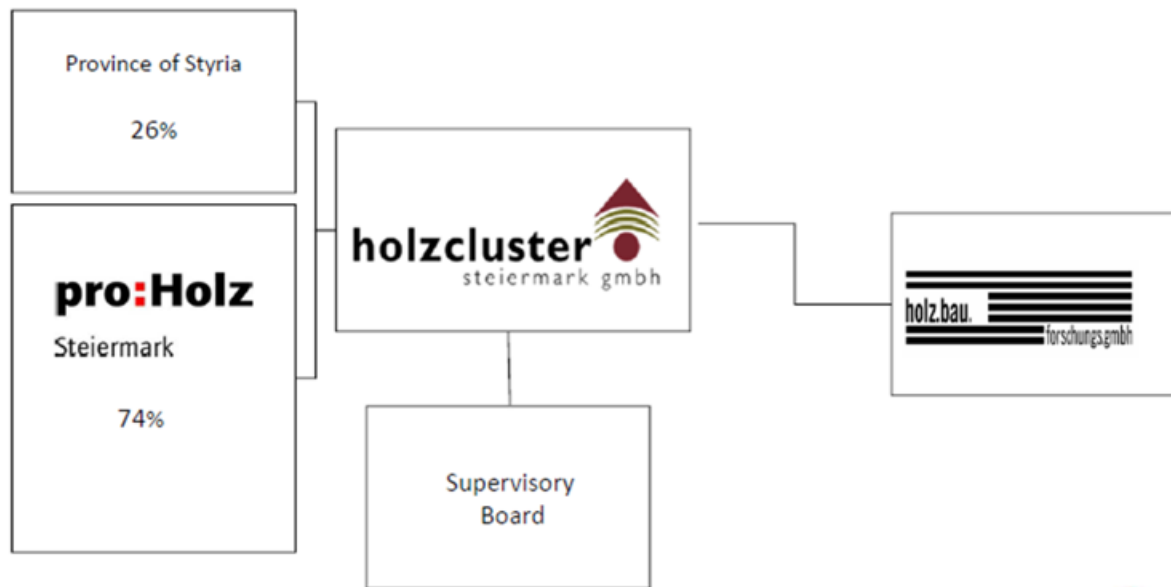 Province of Styria
26%
pro:Holz
Steiermark
74%
holzcluster
steiermark gmbh
Supervisory
Board
holz.bau.
forschungs.gmbh